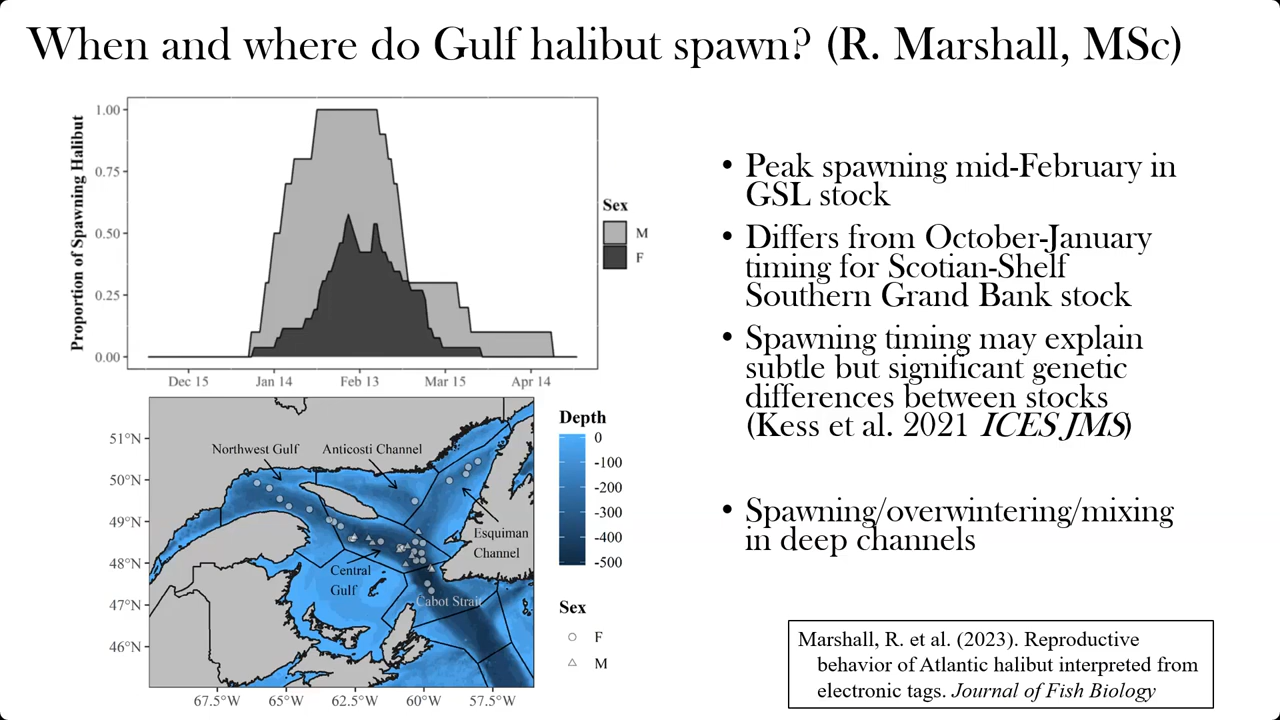 When and where do Gulf halibut spawn? (R. Marshall, MSc)
Proportion of Spawning Halibut
1.00
0.75
0.50
0.25
0.00
Dec 15
Jan 14
Feb 13
Mar 15
Apr 14
Sex
M
F
51°N
50°N
49°N
48°N
47°N
46°N
67.5°W
65°W
62.5°W
60°W
57.5°W
Northwest Gulf
Anticosti Channel
Esquiman
Channel
Central
Gulf
Cabot Strait
Depth
0
-100
-200
-300
-400
-500
Sex
F
M
• Peak spawning mid-February in
GSL stock
• Differs from October-January
timing for Scotian-Shelf
Southern Grand Bank stock
• Spawning timing may explain
subtle but significant genetic
differences between stocks
(Kess et al. 2021 ICES JMS)
• Spawning/overwintering/mixing
in deep channels
Marshall, R. et al. (2023). Reproductive
behavior of Atlantic halibut interpreted from
electronic tags. Journal of Fish Biology